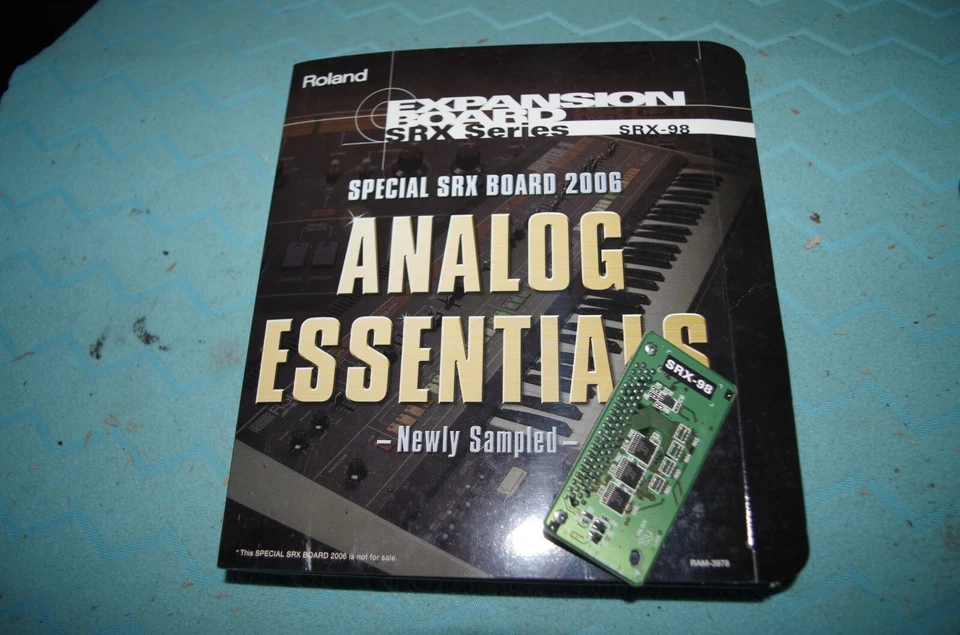 Roland
EXPANSION
BOARD
SRX Series SRX-98
SPECIAL SRX BOARD 2006
ANALOG
ESSENTIALS
SRX-98
– Newly Sampled –
* This SPECIAL SRX BOARD 2006 is not for sale.
RAM-3978